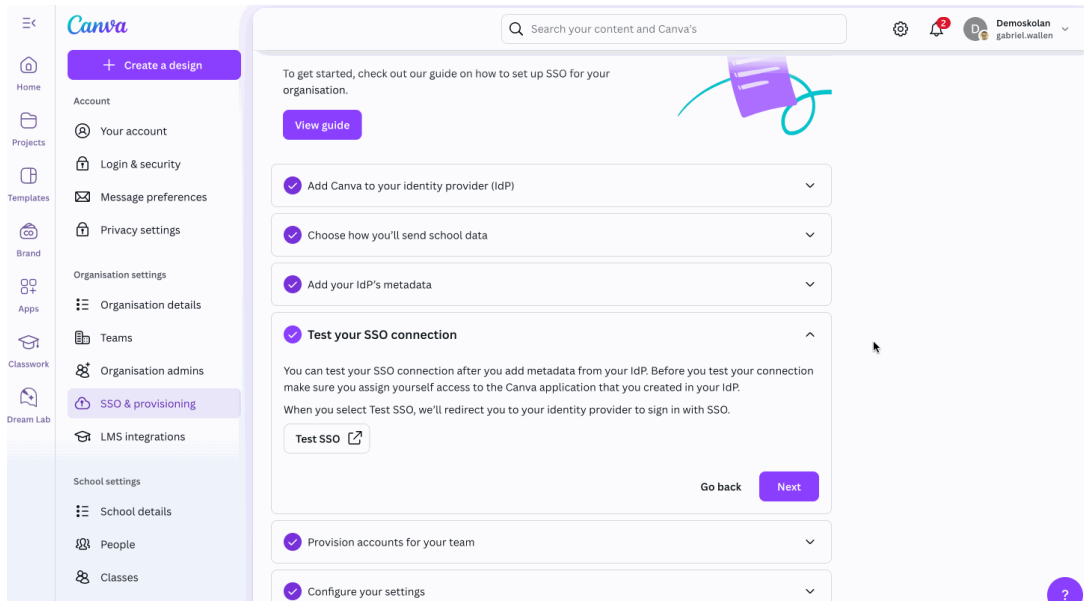 Canva
Search your content and Canva's
2
D
Demoskolan
gabriel.wallen
Home
Projects
Templates
Brand
Apps
Classwork
Dream Lab
+ Create a design
Account
Your account
Login & security
Message preferences
Privacy settings
Organisation settings
Organisation details
Teams
Organisation admins
SSO & provisioning
LMS integrations
School settings
School details
People
Classes
To get started, check out our guide on how to set up SSO for your
organisation.
View guide
Add Canva to your identity provider (IdP)
Choose how you'll send school data
Add your IdP's metadata
Test your SSO connection
You can test your SSO connection after you add metadata from your IdP. Before you test your connection
make sure you assign yourself access to the Canva application that you created in your IdP.
When you select Test SSO, we'll redirect you to your identity provider to sign in with SSO.
Test SSO
Go back
Next
Provision accounts for your team
Configure your settings
?